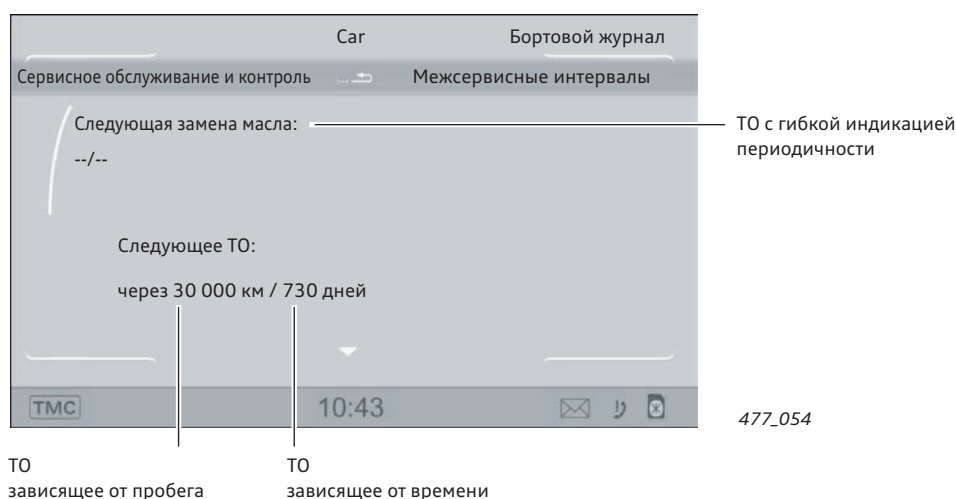 Car
Бортовой журнал
Сервисное обслуживание и контроль
...
Межсервисные интервалы
Следующая замена масла:
--/--
ТО с гибкой индикацией
периодичности
Следующее ТО:
через 30 000 км / 730 дней
TMC
10:43
477_054
ТО
зависящее от пробега
ТО
зависящее от времени